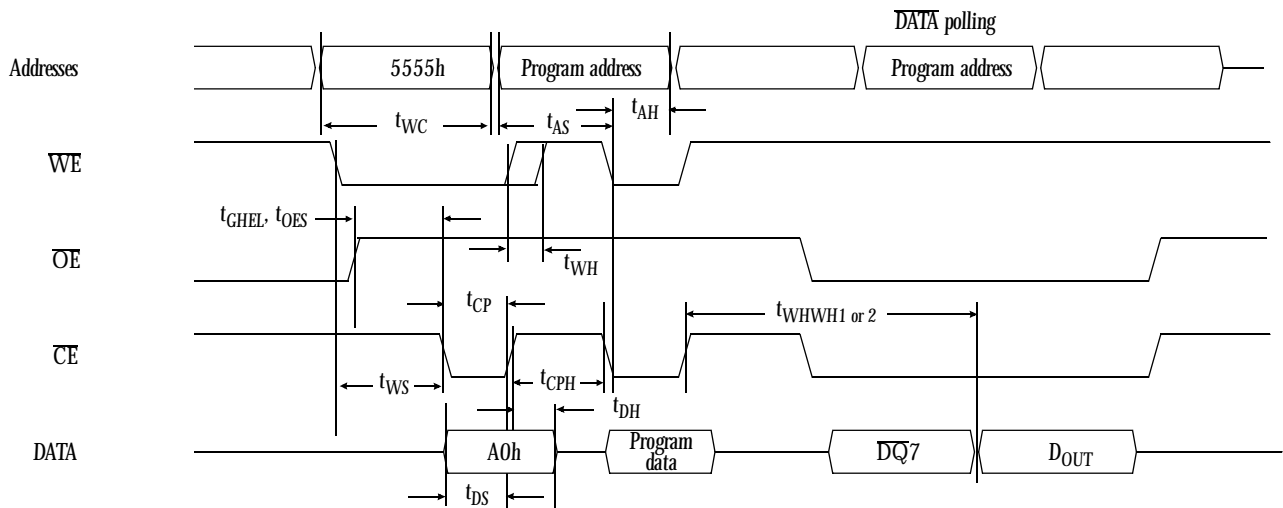 DATA polling
Addresses 5555h Program address Program address
tWC tAS tAH
WE
tGHEL, tOES
OE tWH
tCP tWHWH1 or 2
CE
tWS tCPH
tDH
DATA A0h Program data DQ7 DOUT
tDS